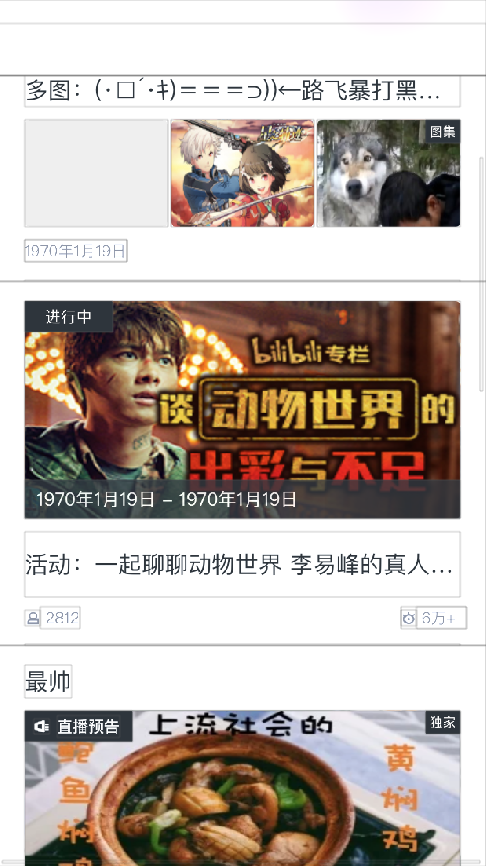 多图：(･口´･ｷ)＝＝＝⊃))←路飞暴打黑…
图集
1970年1月19日
进行中
bilibili专栏
谈动物世界的
出彩与不足
1970年1月19日 – 1970年1月19日
活动：一起聊聊动物世界 李易峰的真人…
2812
6万+
最帅
直播预告
上流社会的
独家
鲍鱼焖
黄焖鸡